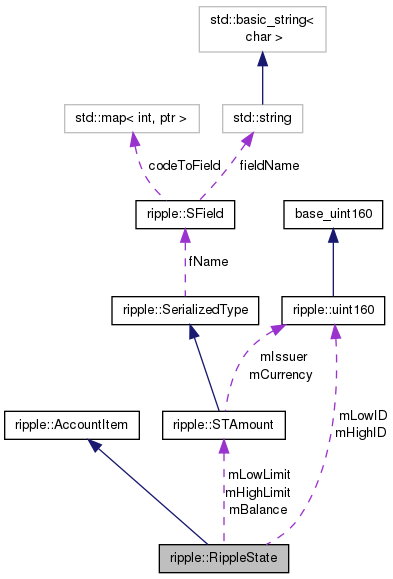 std::basic_string<
char >
std::map< int, ptr >
std::string
codeToField
fieldName
ripple::SField
base_uint160
fName
ripple::SerializedType
ripple::uint160
mIssuer
mCurrency
ripple::AccountItem
ripple::STAmount
mLowID
mHighID
mLowLimit
mHighLimit
mBalance
ripple::RippleState